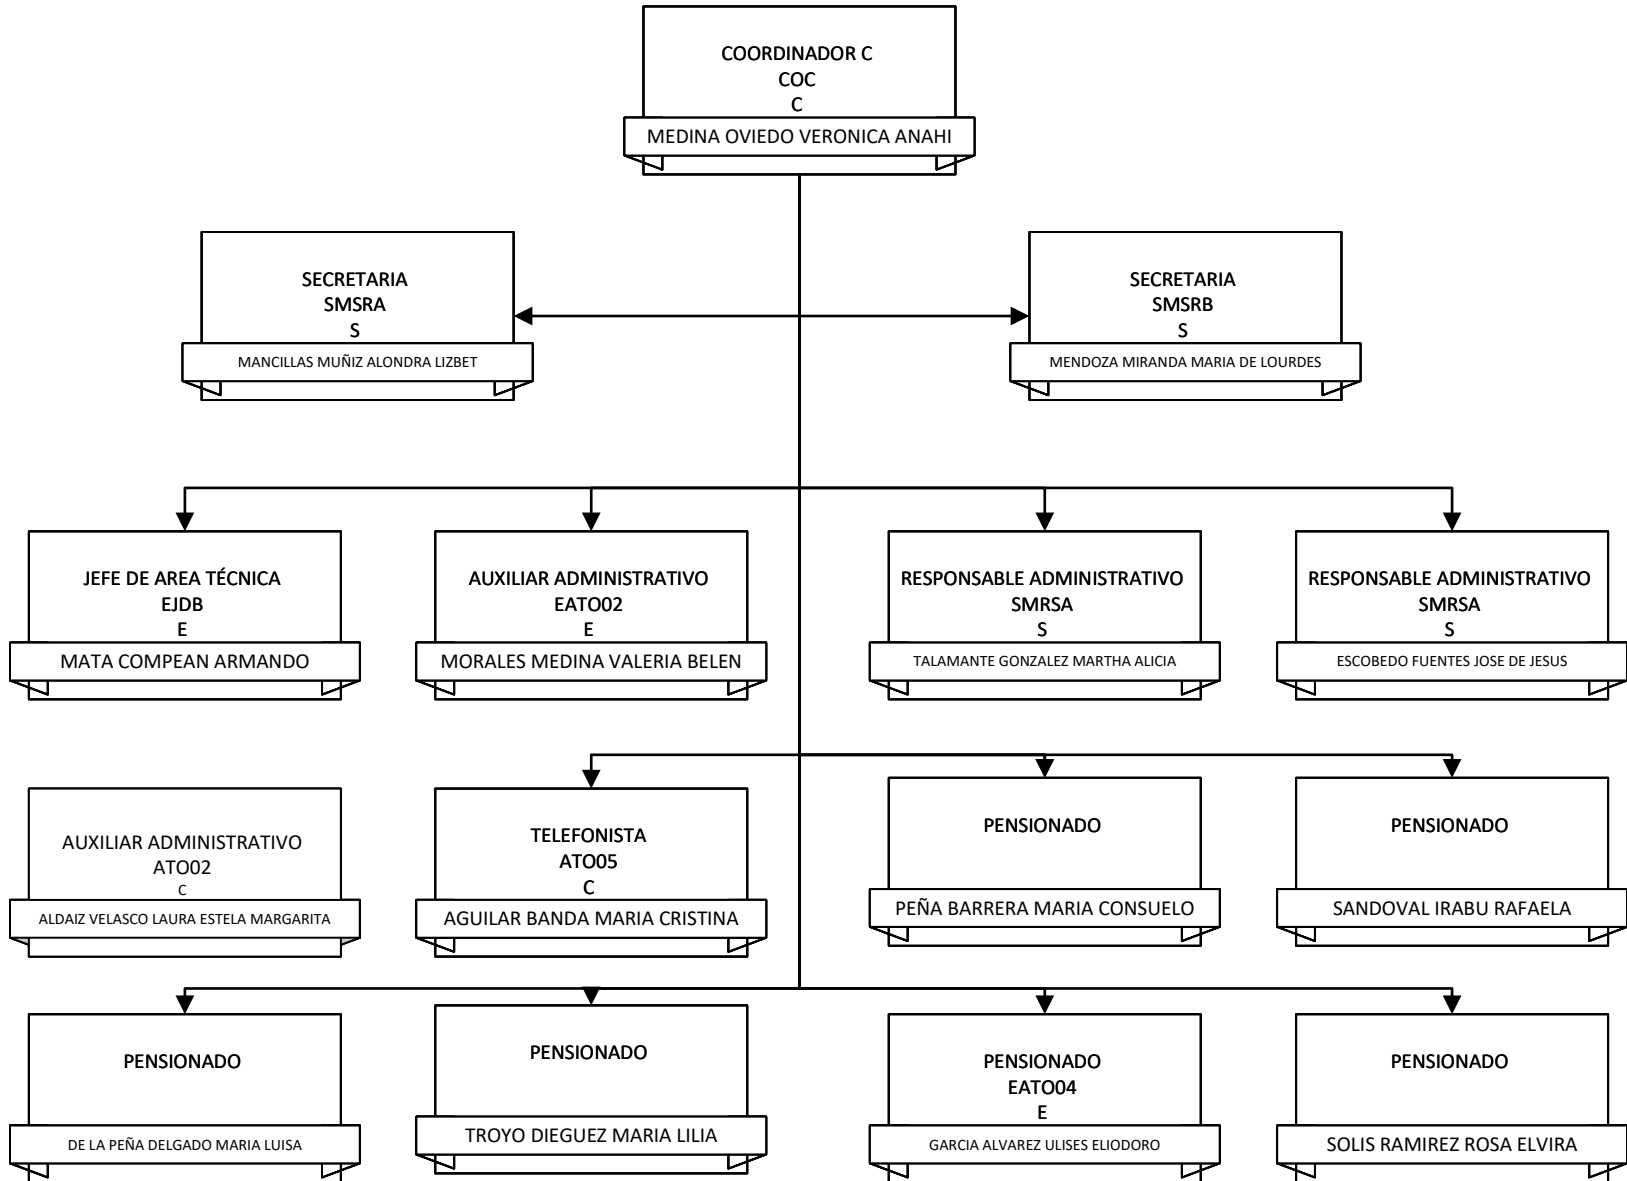 COORDINADOR C
COC
C
MEDINA OVIEDO VERONICA ANAHI
SECRETARIA
SMSRA
S
MANCILLAS MUÑIZ ALONDRA LIZBET
SECRETARIA
SMSRB
S
MENDOZA MIRANDA MARIA DE LOURDES
JEFE DE AREA TÉCNICA
EJDB
E
MATA COMPEAN ARMANDO
AUXILIAR ADMINISTRATIVO
EATO02
E
MORALES MEDINA VALERIA BELEN
RESPONSABLE ADMINISTRATIVO
SMRSA
S
TALAMANTE GONZALEZ MARTHA ALICIA
RESPONSABLE ADMINISTRATIVO
SMRSA
S
ESCOBEDO FUENTES JOSE DE JESUS
AUXILIAR ADMINISTRATIVO
ATO02
C
ALDAIZ VELASCO LAURA ESTELA MARGARITA
TELEFONISTA
ATO05
C
AGUILAR BANDA MARIA CRISTINA
PENSIONADO
PEÑA BARRERA MARIA CONSUELO
PENSIONADO
SANDOVAL IRABU RAFAELA
PENSIONADO
DE LA PEÑA DELGADO MARIA LUISA
PENSIONADO
TROYO DIEGUEZ MARIA LILIA
PENSIONADO
EATO04
E
GARCIA ALVAREZ ULISES ELIODORO
PENSIONADO
SOLIS RAMIREZ ROSA ELVIRA